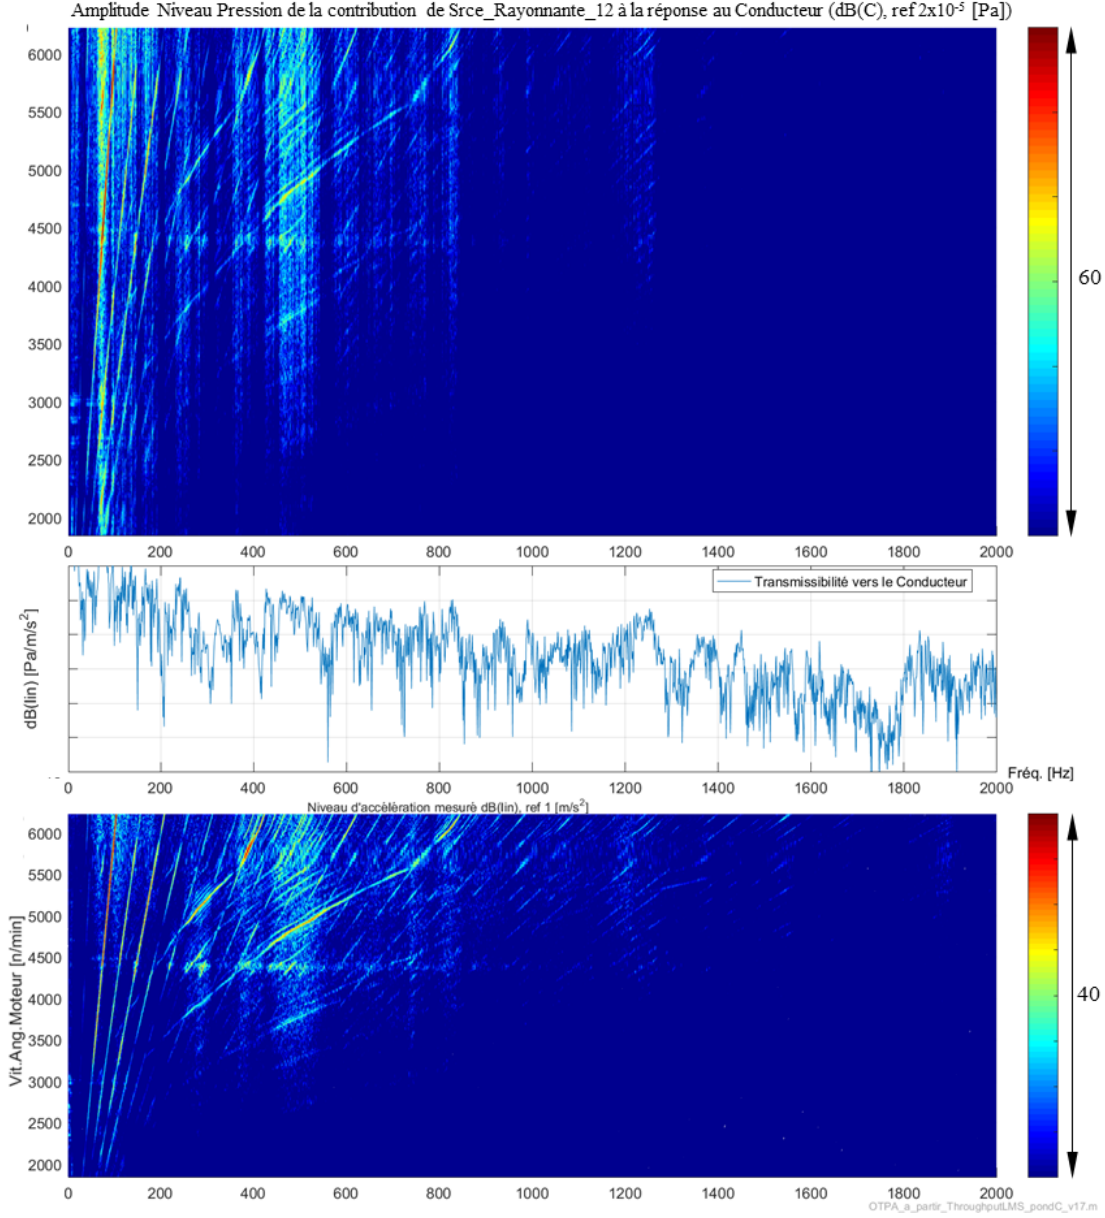 Amplitude Niveau Pression de la contribution de Srce_Rayonnante_12 à la réponse au Conducteur (dB(C), ref 2x10⁻⁵ [Pa])
6000
5500
5000
4500
4000
3500
3000
2500
2000
0 200 400 600 800 1000 1200 1400 1600 1800 2000
60
Transmissibilité vers le Conducteur
dB(lin) [Pa/m/s²]
0 200 400 600 800 1000 1200 1400 1600 1800 2000
Fréq. [Hz]
Niveau d'accèlèration mesurè dB(lin), ref 1 [m/s²]
Vit.Ang.Moteur [n/min]
6000
5500
5000
4500
4000
3500
3000
2500
2000
0 200 400 600 800 1000 1200 1400 1600 1800 2000
40
OTPA_a_partir_ThroughputLMS_pondC_v17.m